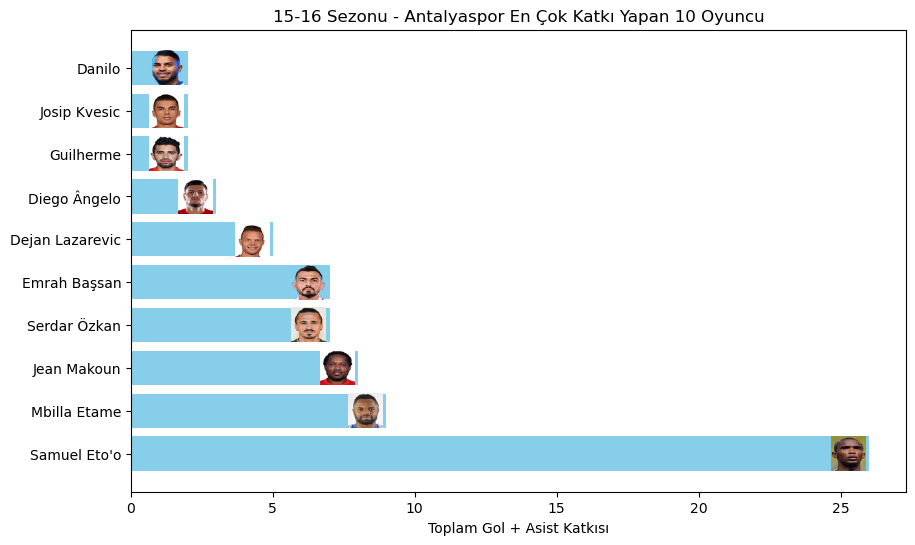 15-16 Sezonu - Antalyaspor En Çok Katkı Yapan 10 Oyuncu
Danilo
Josip Kvesic
Guilherme
Diego Ângelo
Dejan Lazarevic
Emrah Başsan
Serdar Özkan
Jean Makoun
Mbilla Etame
Samuel Eto'o
0 5 10 15 20 25
Toplam Gol + Asist Katkısı